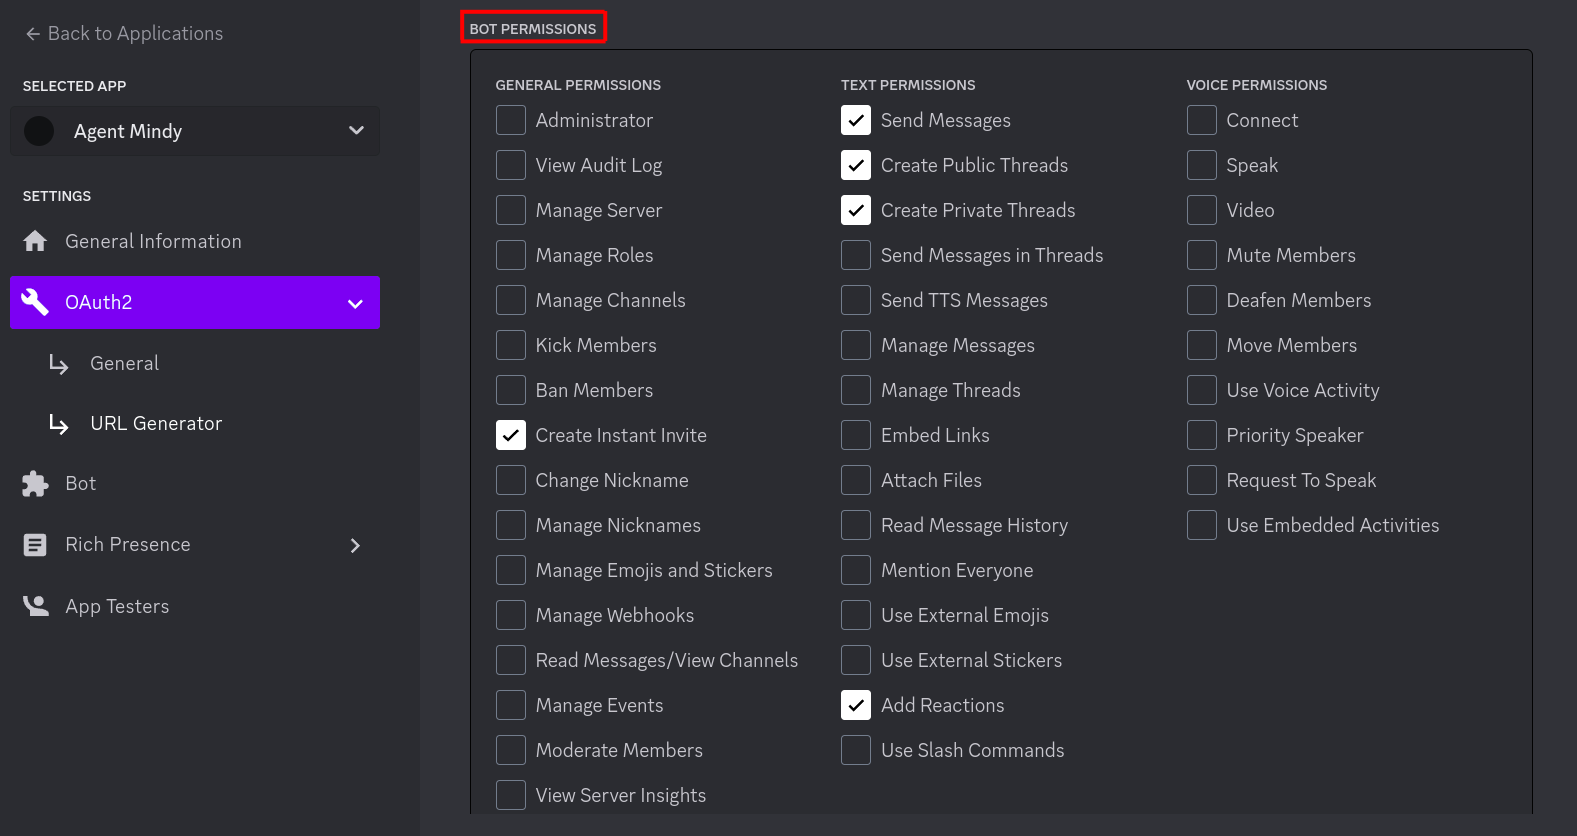 Back to Applications
SELECTED APP
Agent Mindy
SETTINGS
General Information
OAuth2
General
URL Generator
Bot
Rich Presence
App Testers
BOT PERMISSIONS
GENERAL PERMISSIONS
Administrator
View Audit Log
Manage Server
Manage Roles
Manage Channels
Kick Members
Ban Members
Create Instant Invite
Change Nickname
Manage Nicknames
Manage Emojis and Stickers
Manage Webhooks
Read Messages/View Channels
Manage Events
Moderate Members
View Server Insights
TEXT PERMISSIONS
Send Messages
Create Public Threads
Create Private Threads
Send Messages in Threads
Send TTS Messages
Manage Messages
Manage Threads
Embed Links
Attach Files
Read Message History
Mention Everyone
Use External Emojis
Use External Stickers
Add Reactions
Use Slash Commands
VOICE PERMISSIONS
Connect
Speak
Video
Mute Members
Deafen Members
Move Members
Use Voice Activity
Priority Speaker
Request To Speak
Use Embedded Activities